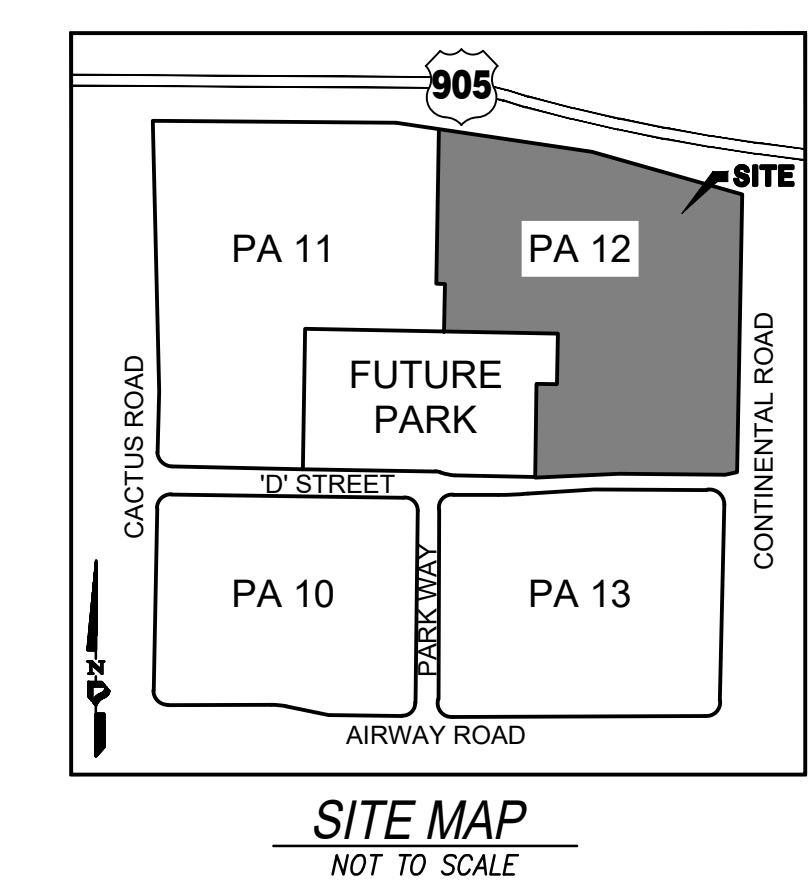 905
SITE
PA 11
PA 12
FUTURE
PARK
CACTUS ROAD
CONTINENTAL ROAD
'D' STREET
PA 10
PARK WAY
PA 13
N
AIRWAY ROAD
SITE MAP
NOT TO SCALE